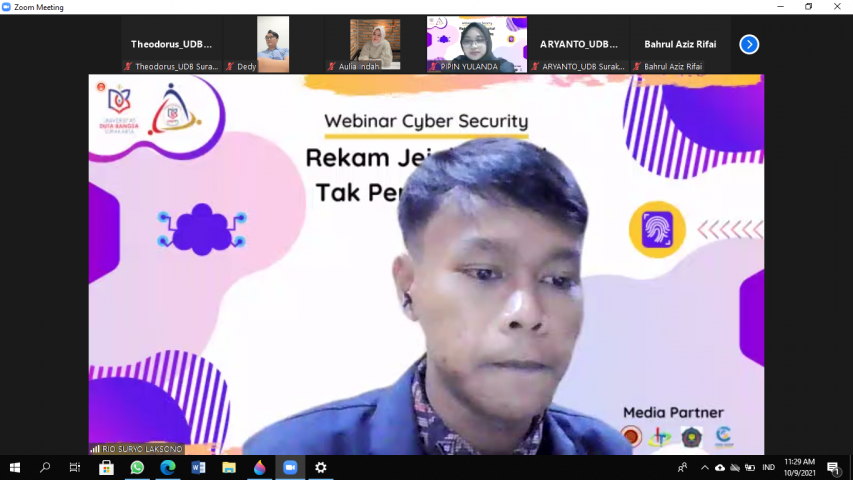 Zoom Meeting
Theodorus_UDB...
ARYANTO_UDB...
Bahrul Aziz Rifai
Theodorus_UDB Sura...
Dedy
Aulia Indah
PIPIN YULANDA
ARYANTO_UDB Surak...
Bahrul Aziz Rifai
UNIVERSITAS
DUTA BANGSA
SURAKARTA
Webinar Cyber Security
Rekam Jej
Tak Per
Media Partner
RIO SURYO LAKSONO
IND
11:29 AM
10/9/2021
1